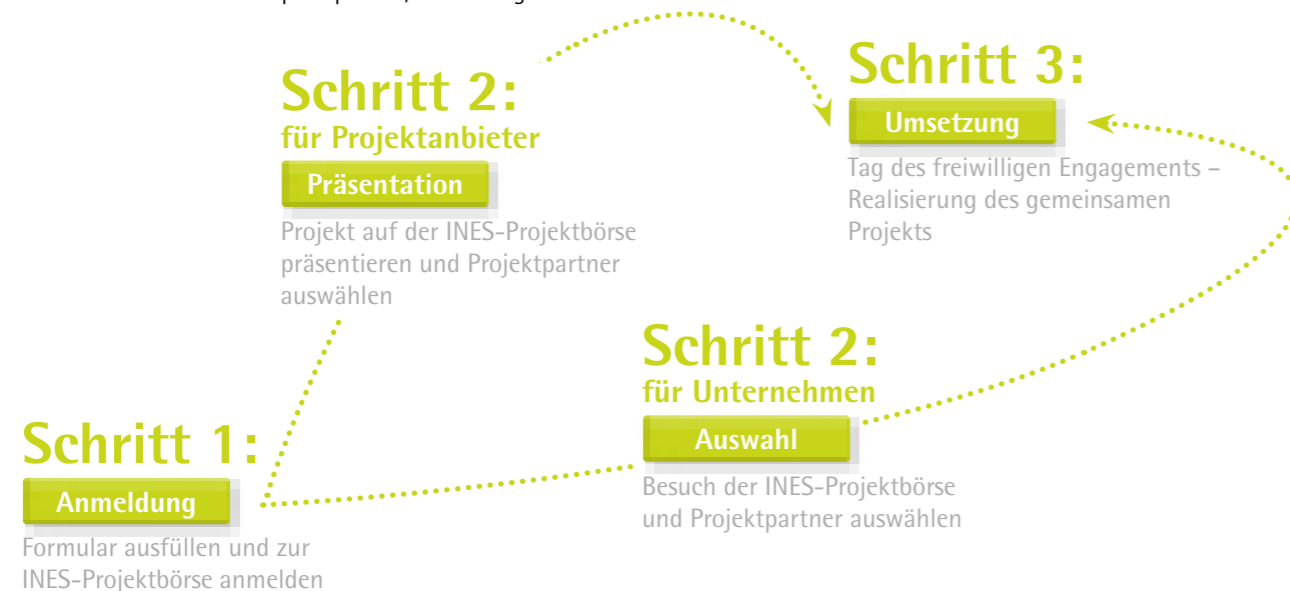 Schritt 1:
Anmeldung
Formular ausfüllen und zur
INES-Projektbörse anmelden
Schritt 2:
für Projektanbieter
Präsentation
Projekt auf der INES-Projektbörse
präsentieren und Projektpartner
auswählen
Schritt 2:
für Unternehmen
Auswahl
Besuch der INES-Projektbörse
und Projektpartner auswählen
Schritt 3:
Umsetzung
Tag des freiwilligen Engagements –
Realisierung des gemeinsamen
Projekts